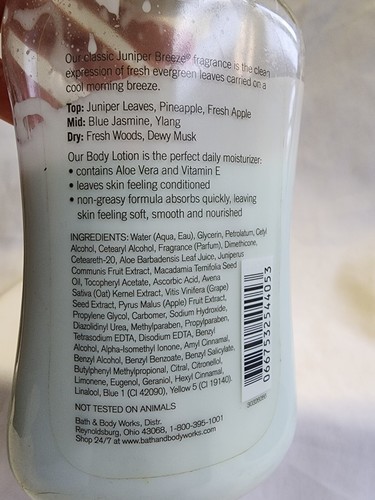 Our classic Juniper Breeze® fragrance is the clean
expression of fresh evergreen leaves carried on a
cool morning breeze.
Top: Juniper Leaves, Pineapple, Fresh Apple
Mid: Blue Jasmine, Ylang
Dry: Fresh Woods, Dewy Musk
Our Body Lotion is the perfect daily moisturizer:
• contains Aloe Vera and Vitamin E
• leaves skin feeling conditioned
• non-greasy formula absorbs quickly, leaving
skin feeling soft, smooth and nourished
INGREDIENTS: Water (Aqua, Eau), Glycerin, Petrolatum, Cetyl
Alcohol, Cetearyl Alcohol, Fragrance (Parfum), Dimethicone,
Ceteareth-20, Aloe Barbadensis Leaf Juice, Juniperus
Communis Fruit Extract, Macadamia Ternifolia Seed
Oil, Tocopheryl Acetate, Ascorbic Acid, Avena
Sativa (Oat) Kernel Extract, Vitis Vinifera (Grape)
Seed Extract, Pyrus Malus (Apple) Fruit Extract,
Propylene Glycol, Carbomer, Sodium Hydroxide,
Diazolidinyl Urea, Methylparaben, Propylparaben,
Tetrasodium EDTA, Disodium EDTA, Benzyl
Alcohol, Alpha-Isomethyl Ionone, Amyl Cinnamal,
Benzyl Alcohol, Benzyl Benzoate, Benzyl Salicylate,
Butylphenyl Methylpropional, Citral, Citronellol,
Limonene, Eugenol, Geraniol, Hexyl Cinnamal,
Linalool, Blue 1 (CI 42090), Yellow 5 (CI 19140).
0667532544053
NOT TESTED ON ANIMALS
Bath & Body Works, Distr.
Reynoldsburg, Ohio 43068, 1-800-395-1001
Shop 24/7 at www.bathandbodyworks.com